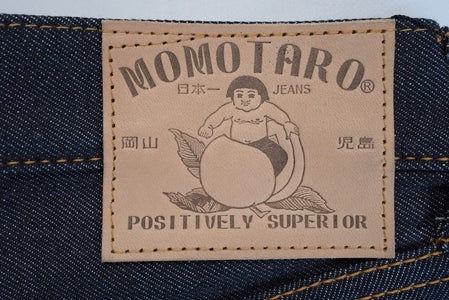 MOMOTARO®
日本一 JEANS
岡山 児島
POSITIVELY SUPERIOR